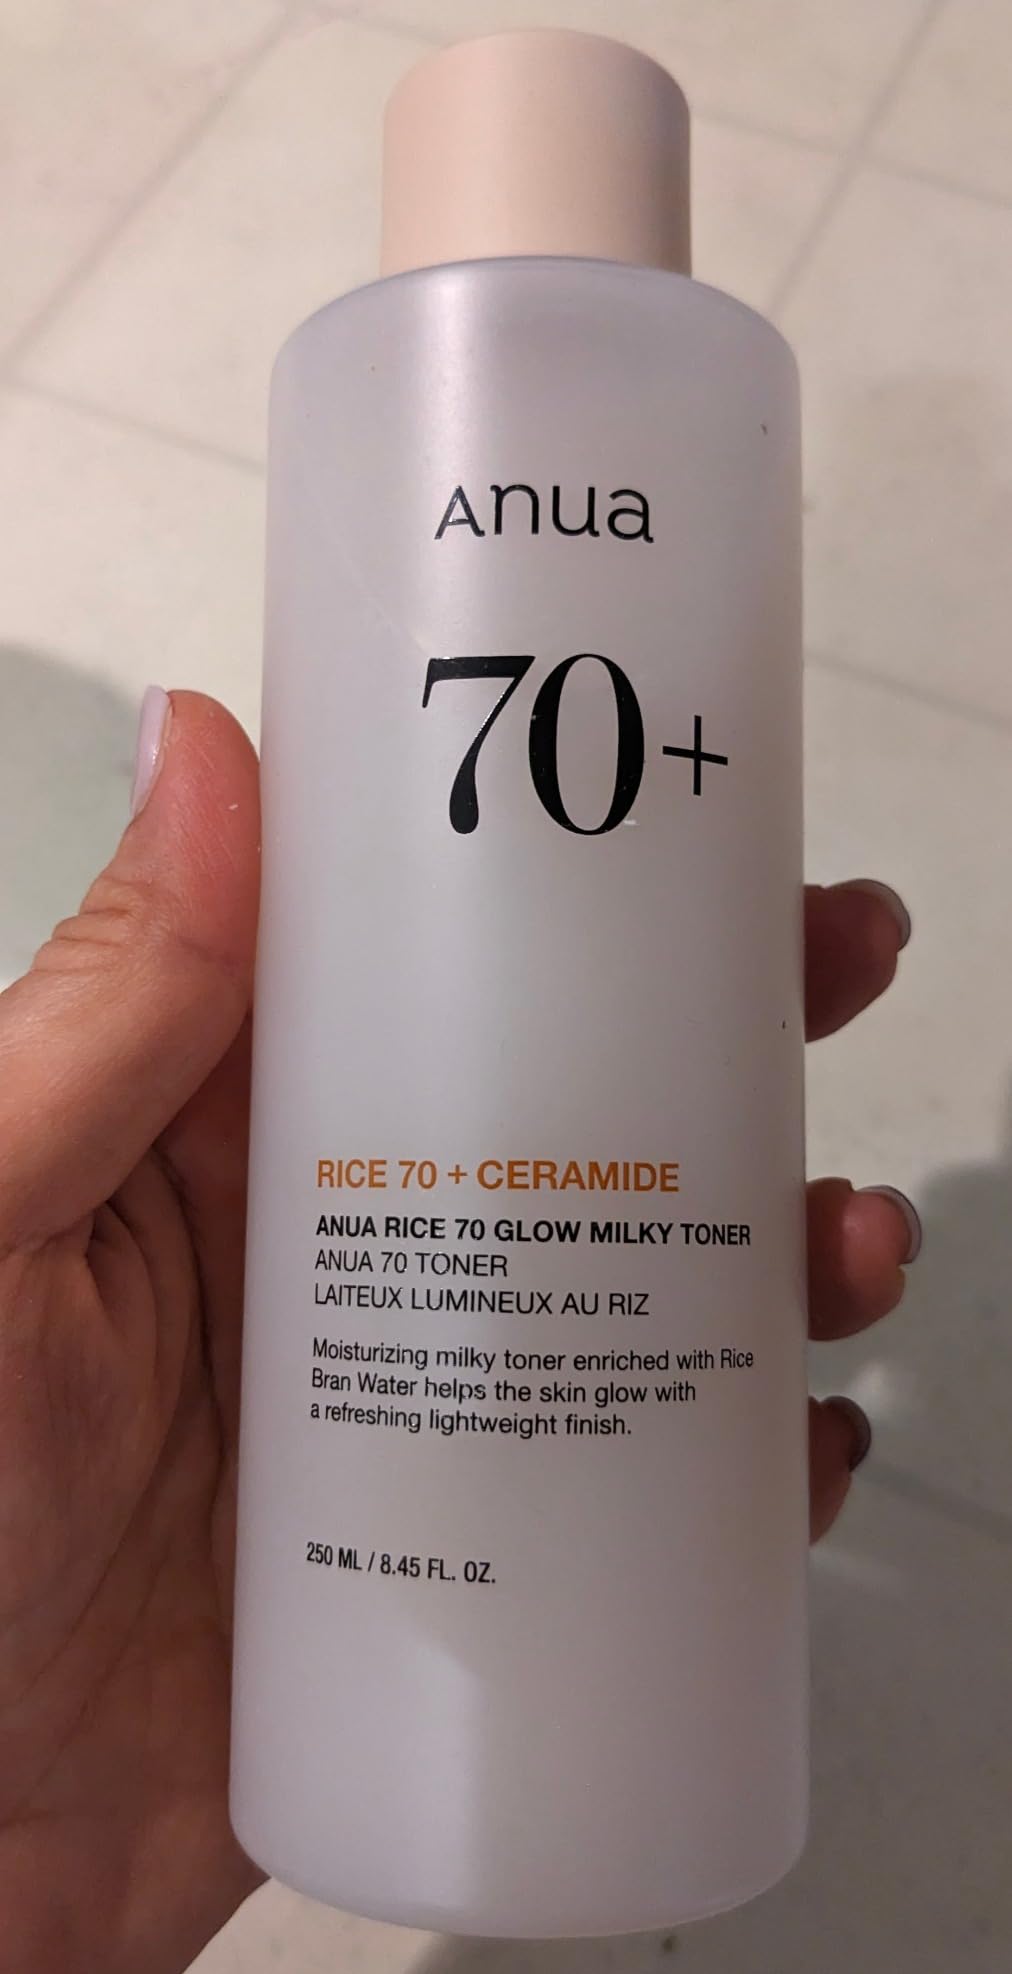 Anua
70+
RICE 70 + CERAMIDE
ANUA RICE 70 GLOW MILKY TONER
ANUA 70 TONER
LAITEUX LUMINEUX AU RIZ
Moisturizing milky toner enriched with Rice
Bran Water helps the skin glow with
a refreshing lightweight finish.
250 ML / 8.45 FL. OZ.